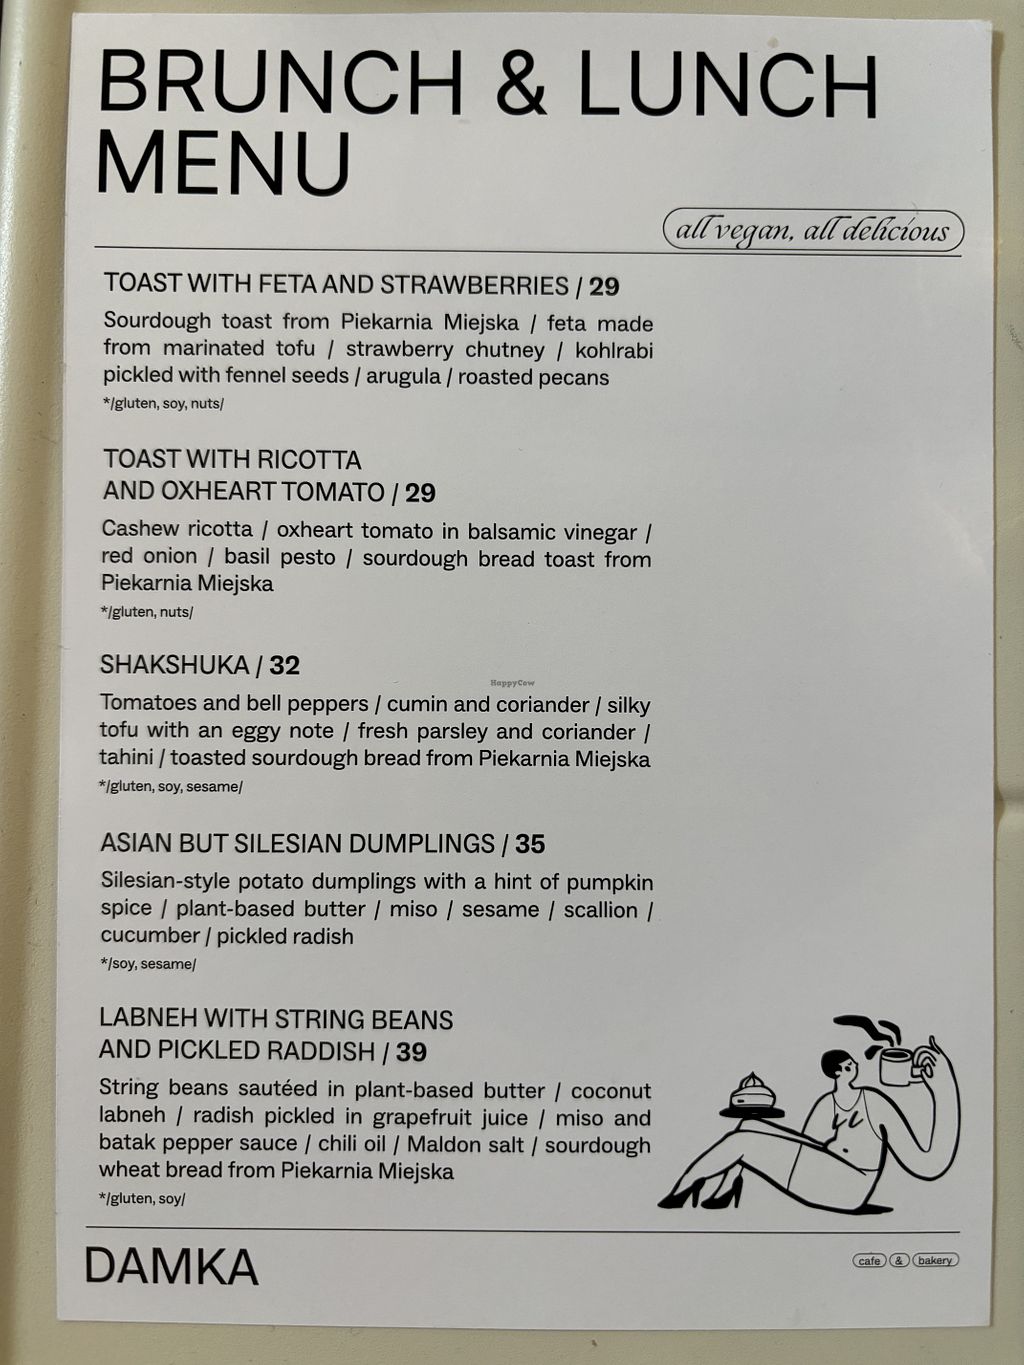 BRUNCH & LUNCH
MENU
all vegan, all delicious
TOAST WITH FETA AND STRAWBERRIES / 29
Sourdough toast from Piekarnia Miejska / feta made
from marinated tofu / strawberry chutney / kohlrabi
pickled with fennel seeds / arugula / roasted pecans
*/gluten, soy, nuts/
TOAST WITH RICOTTA
AND OXHEART TOMATO / 29
Cashew ricotta / oxheart tomato in balsamic vinegar /
red onion / basil pesto / sourdough bread toast from
Piekarnia Miejska
*/gluten, nuts/
SHAKSHUKA / 32
HappyCow
Tomatoes and bell peppers / cumin and coriander / silky
tofu with an eggy note / fresh parsley and coriander /
tahini / toasted sourdough bread from Piekarnia Miejska
*/gluten, soy, sesame/
ASIAN BUT SILESIAN DUMPLINGS / 35
Silesian-style potato dumplings with a hint of pumpkin
spice / plant-based butter / miso / sesame / scallion /
cucumber / pickled radish
*/soy, sesame/
LABNEH WITH STRING BEANS
AND PICKLED RADDISH / 39
String beans sautéed in plant-based butter / coconut
labneh / radish pickled in grapefruit juice / miso and
batak pepper sauce / chili oil / Maldon salt / sourdough
wheat bread from Piekarnia Miejska
*/gluten, soy/
DAMKA
cafe & bakery